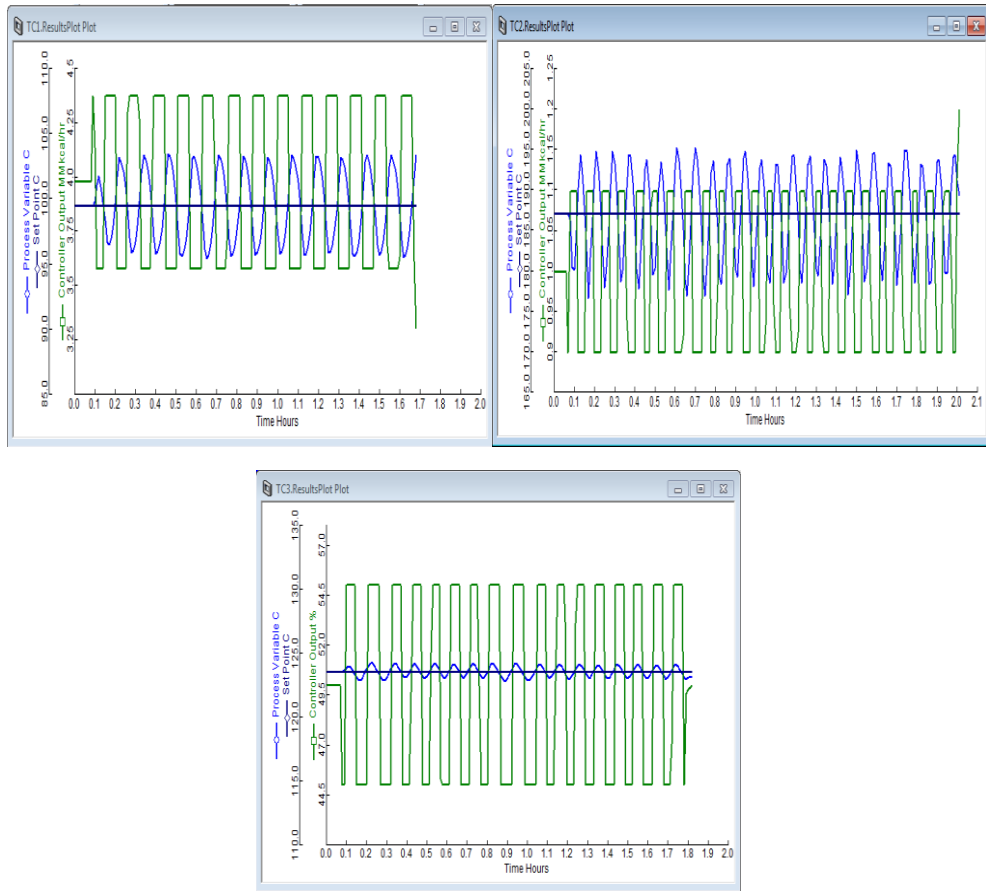 TC1.ResultsPlot Plot
Process Variable C
Set Point C
Controller Output MMkcal/hr
85.0 90.0 95.0 100.0 105.0 110.0
3.25 3.5 3.75 4.0 4.25 4.5
0.0 0.1 0.2 0.3 0.4 0.5 0.6 0.7 0.8 0.9 1.0 1.1 1.2 1.3 1.4 1.5 1.6 1.7 1.8 1.9 2.0
Time Hours
TC2.ResultsPlot Plot
Process Variable C
Set Point C
Controller Output MMkcal/hr
165.0 170.0 175.0 180.0 185.0 190.0 195.0 200.0 205.0
0.9 0.95 1.0 1.05 1.1 1.15 1.2 1.25
0.0 0.1 0.2 0.3 0.4 0.5 0.6 0.7 0.8 0.9 1.0 1.1 1.2 1.3 1.4 1.5 1.6 1.7 1.8 1.9 2.0 2.1
Time Hours
TC3.ResultsPlot Plot
Process Variable C
Set Point C
Controller Output %
110.0 115.0 120.0 125.0 130.0 135.0
44.5 47.0 49.5 52.0 54.5 57.0
0.0 0.1 0.2 0.3 0.4 0.5 0.6 0.7 0.8 0.9 1.0 1.1 1.2 1.3 1.4 1.5 1.6 1.7 1.8 1.9 2.0
Time Hours